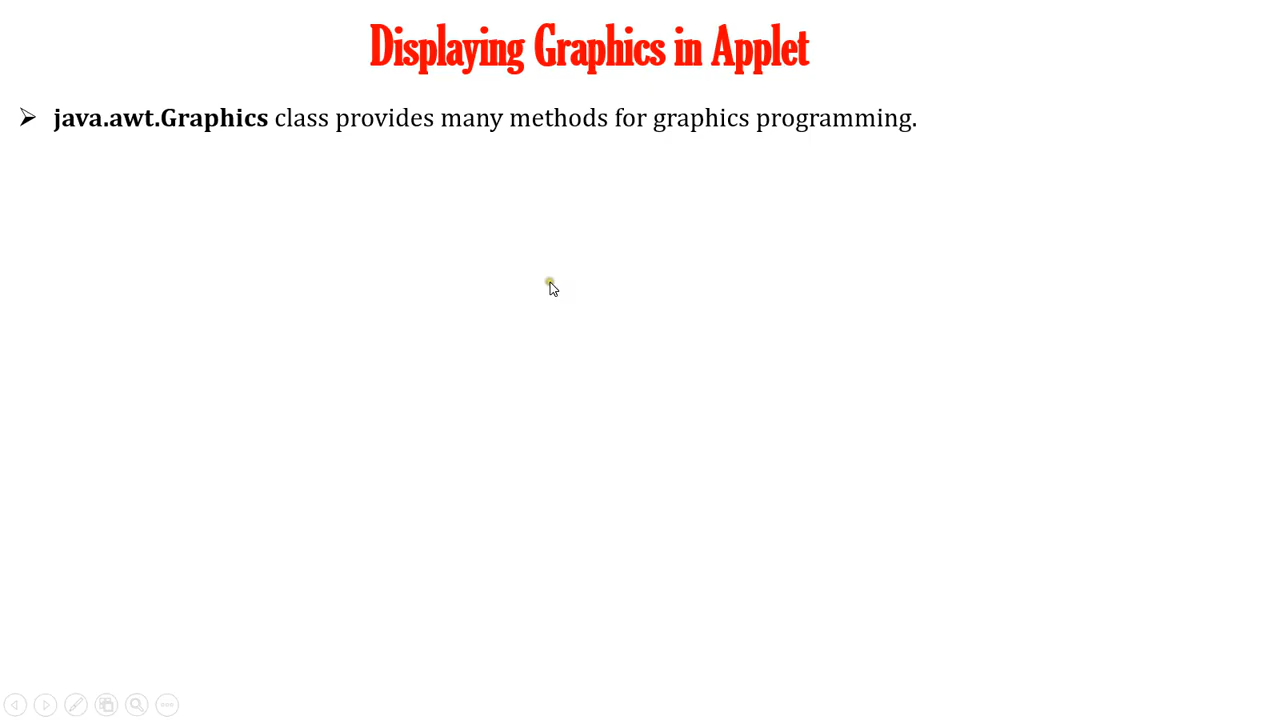 Displaying Graphics in Applet
➢ java.awt.Graphics class provides many methods for graphics programming.